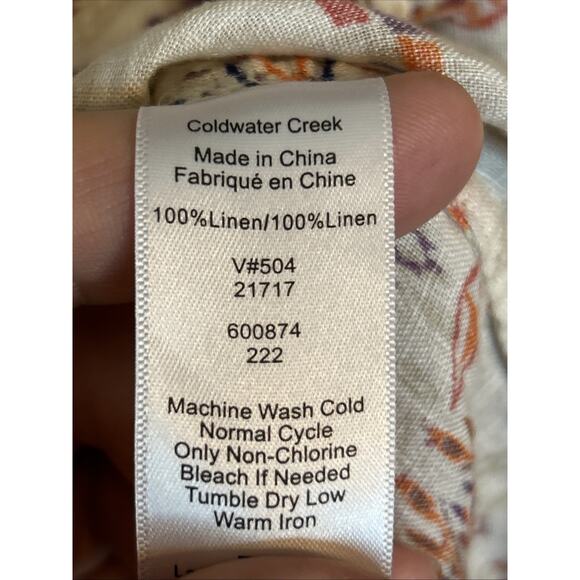 Coldwater Creek
Made in China
Fabriqué en Chine
100%Linen/100%Linen
V#504
21717
600874
222
Machine Wash Cold
Normal Cycle
Only Non-Chlorine
Bleach If Needed
Tumble Dry Low
Warm Iron